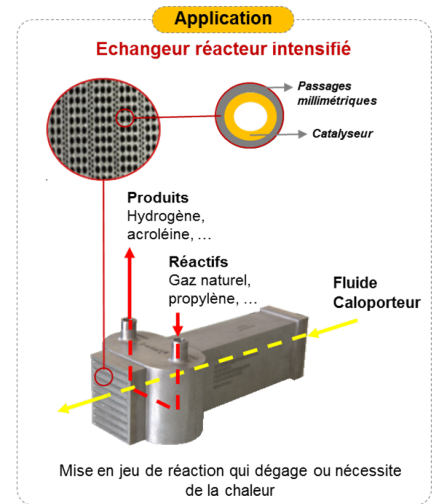 Application
Echangeur réacteur intensifié
Passages
millimétriques
Catalyseur
Produits
Hydrogène,
acroléine, ...
Réactifs
Gaz naturel,
propylène, ...
Fluide
Caloporteur
Mise en jeu de réaction qui dégage ou nécessite
de la chaleur